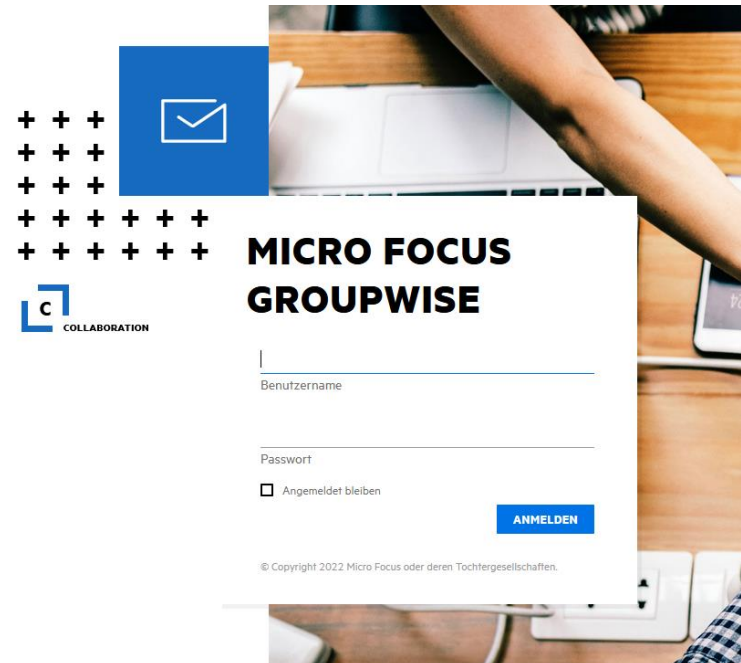 MICRO FOCUS
GROUPWISE
C
COLLABORATION
Benutzername
Passwort
Angemeldet bleiben
ANMELDEN
© Copyright 2022 Micro Focus oder deren Tochtergesellschaften.